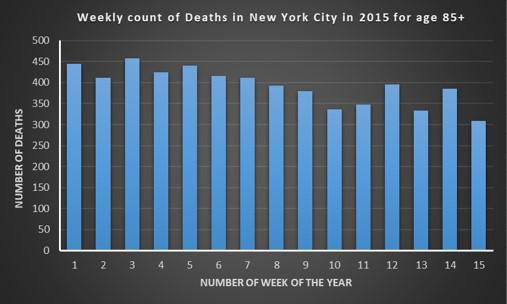 Weekly count of Deaths in New York City in 2015 for age 85+
500
450
400
350
300
250
200
150
100
50
0
NUMBER OF DEATHS
1 2 3 4 5 6 7 8 9 10 11 12 13 14 15
NUMBER OF WEEK OF THE YEAR